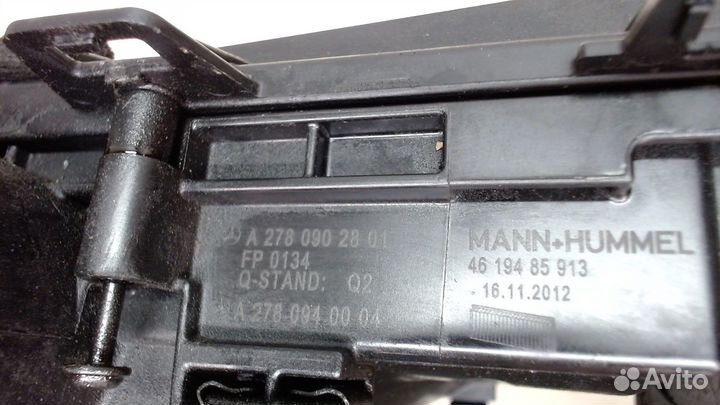 A 278 090 28 01
FP 0134
Q-STAND: Q2
A 278 094 00 04
MANN+HUMMEL
46 194 85 913
- 16.11.2012
Avito